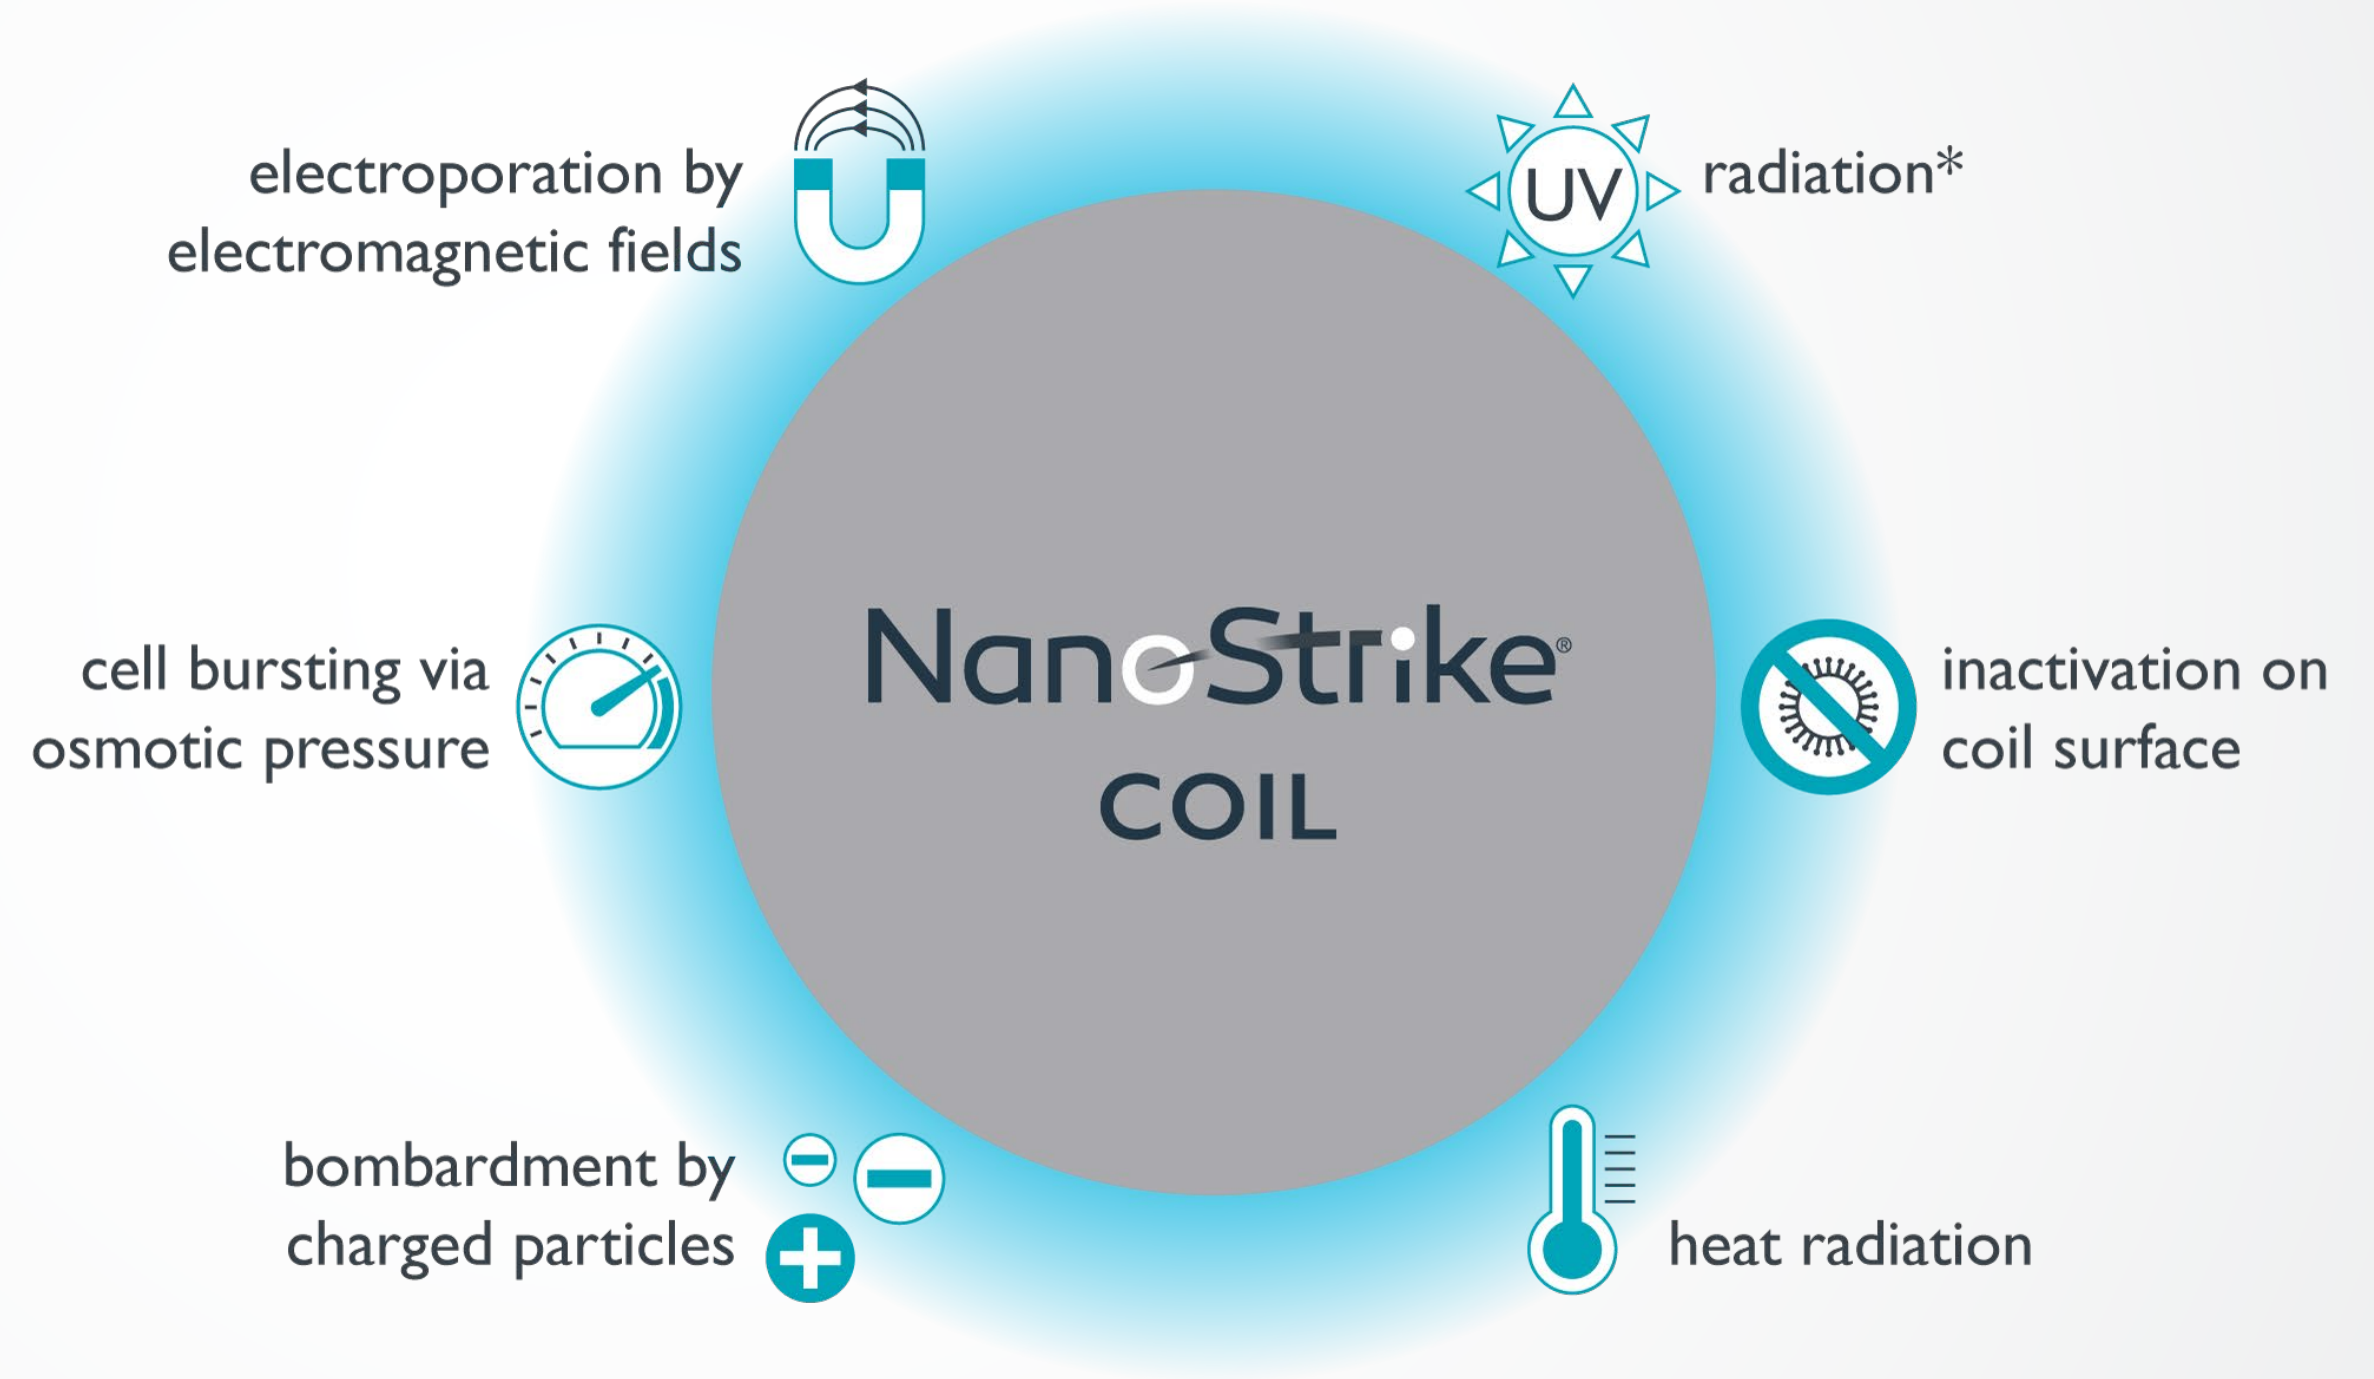 electroporation by
electromagnetic fields
UV radiation*
cell bursting via
osmotic pressure
NanoStrike®
COIL
inactivation on
coil surface
bombardment by
charged particles
heat radiation